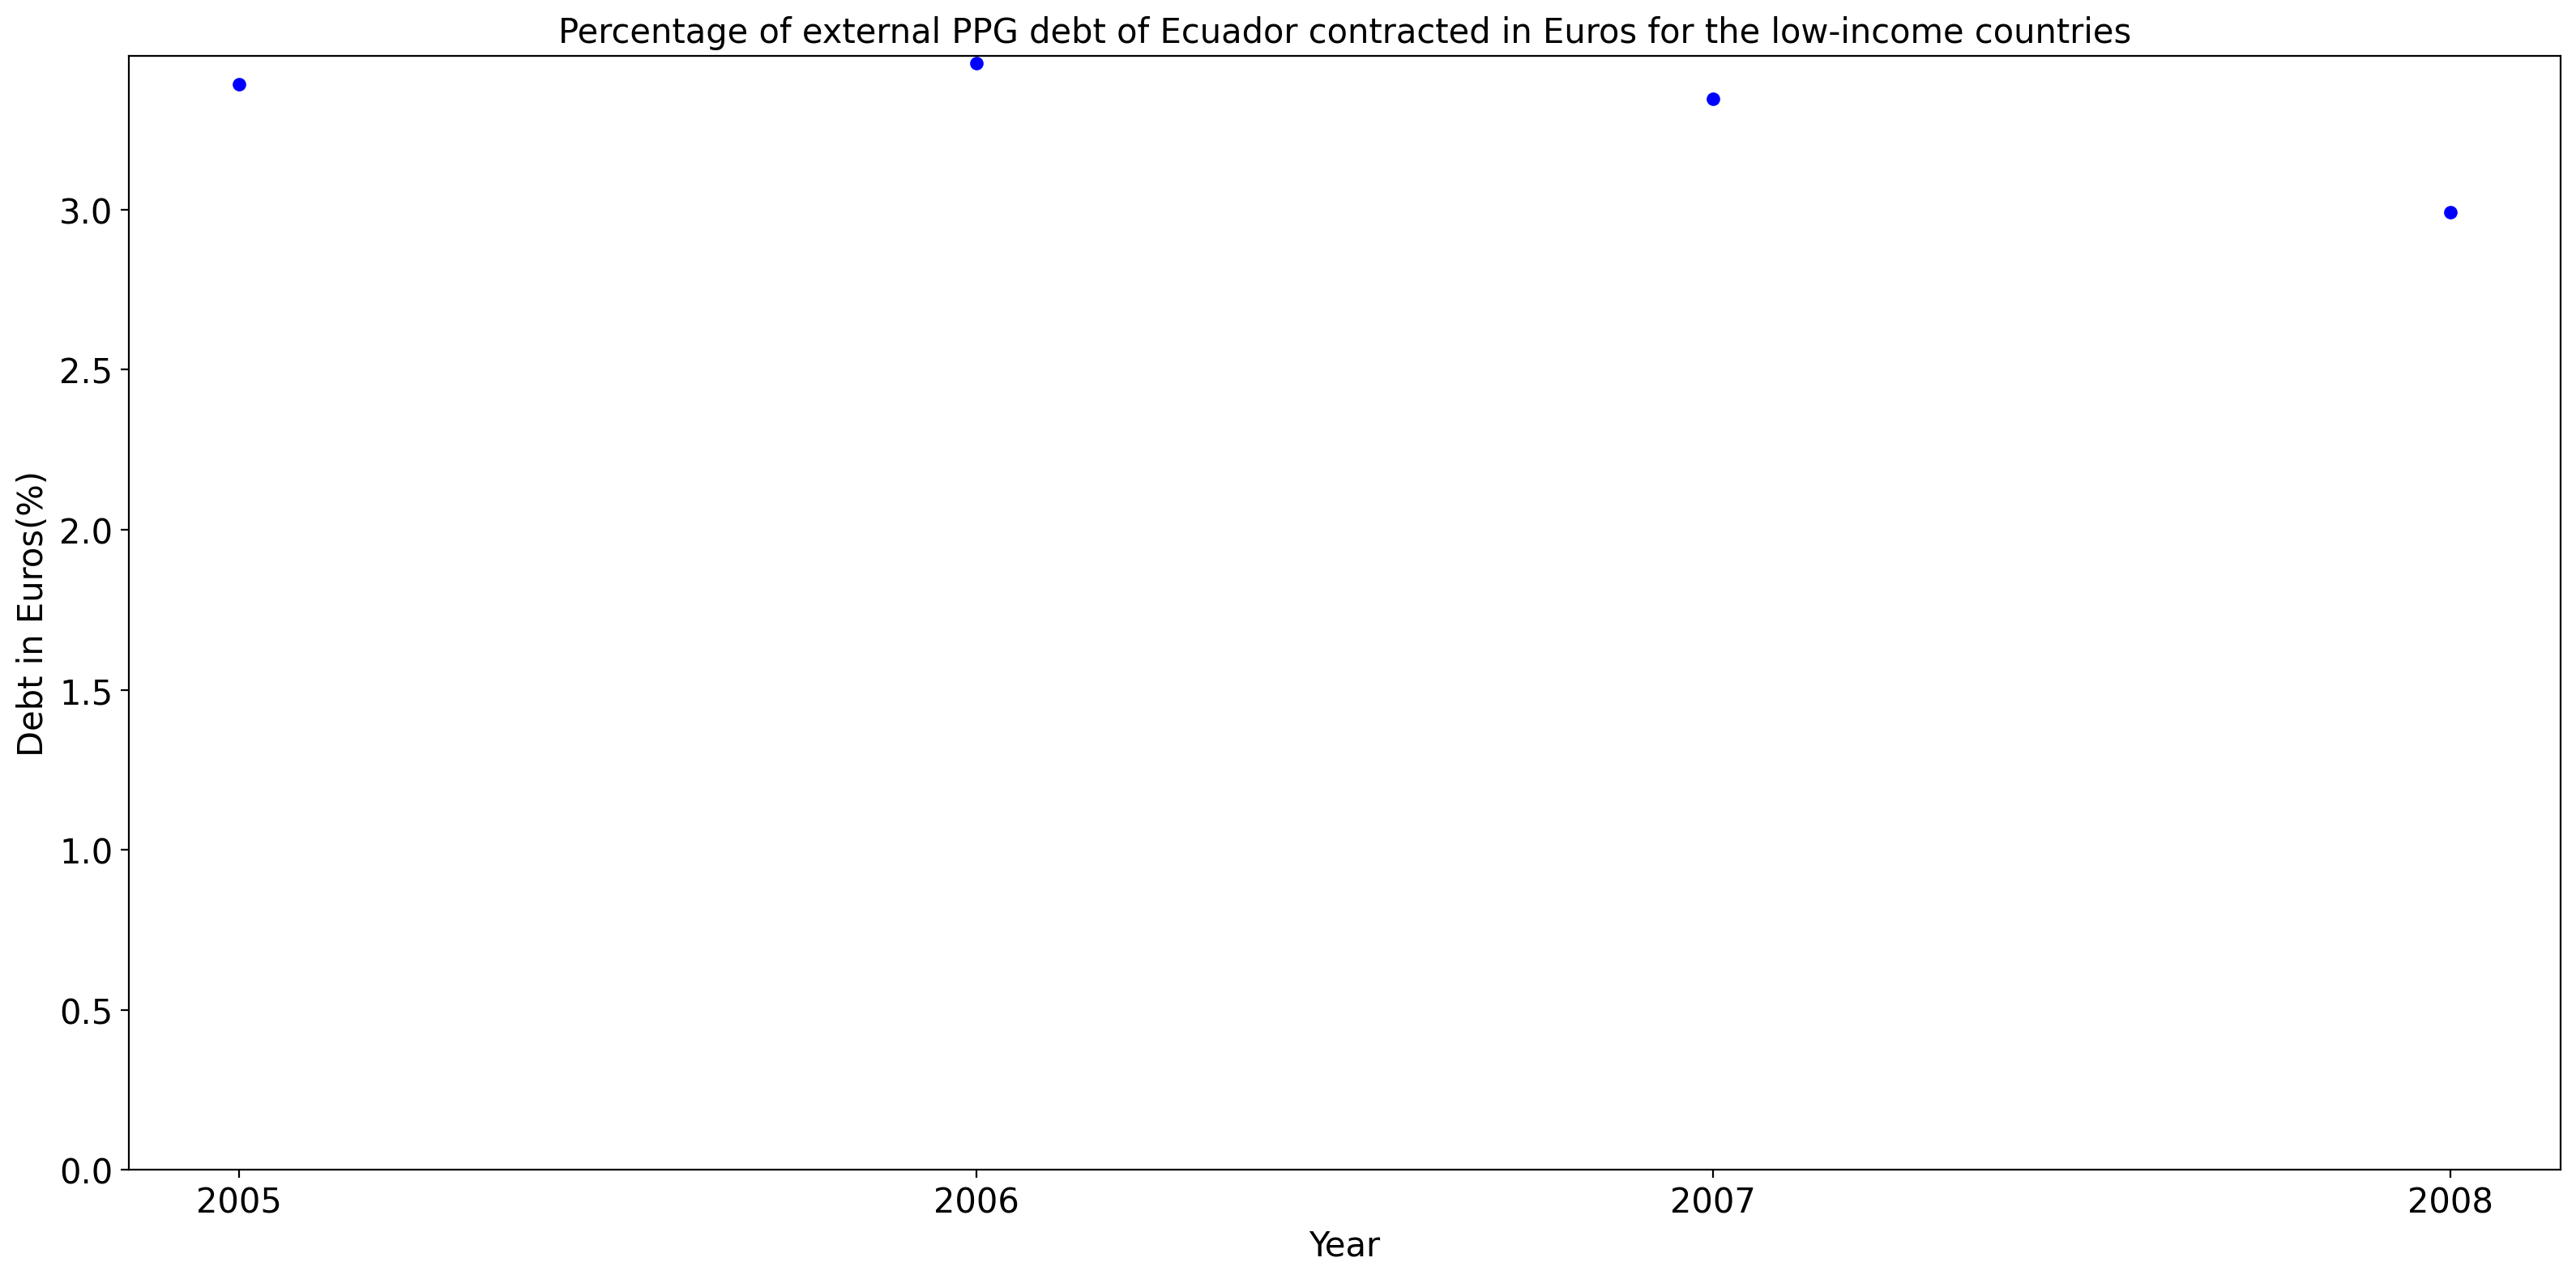 Percentage of external PPG debt of Ecuador contracted in Euros for the low-income countries
Debt in Euros(%)
3.0
2.5
2.0
1.5
1.0
0.5
0.0
2005 2006 2007 2008
Year